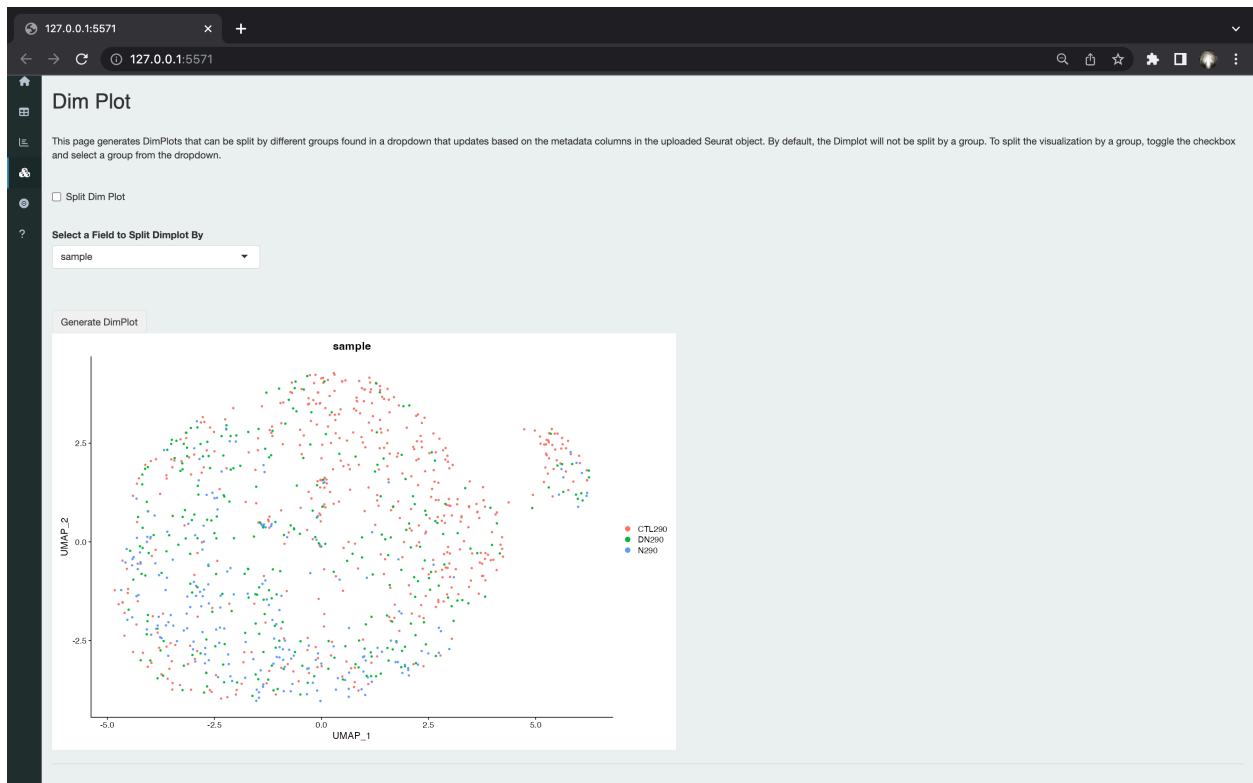 127.0.0.1:5571
127.0.0.1:5571
Dim Plot
This page generates DimPlots that can be split by different groups found in a dropdown that updates based on the metadata columns in the uploaded Seurat object. By default, the Dimplot will not be split by a group. To split the visualization by a group, toggle the checkbox
and select a group from the dropdown.
Split Dim Plot
?
Select a Field to Split Dimplot By
sample
Generate DimPlot
sample
2.5
0.0
-2.5
UMAP_2
CTL290
DN290
N290
-5.0 -2.5 0.0 2.5 5.0
UMAP_1